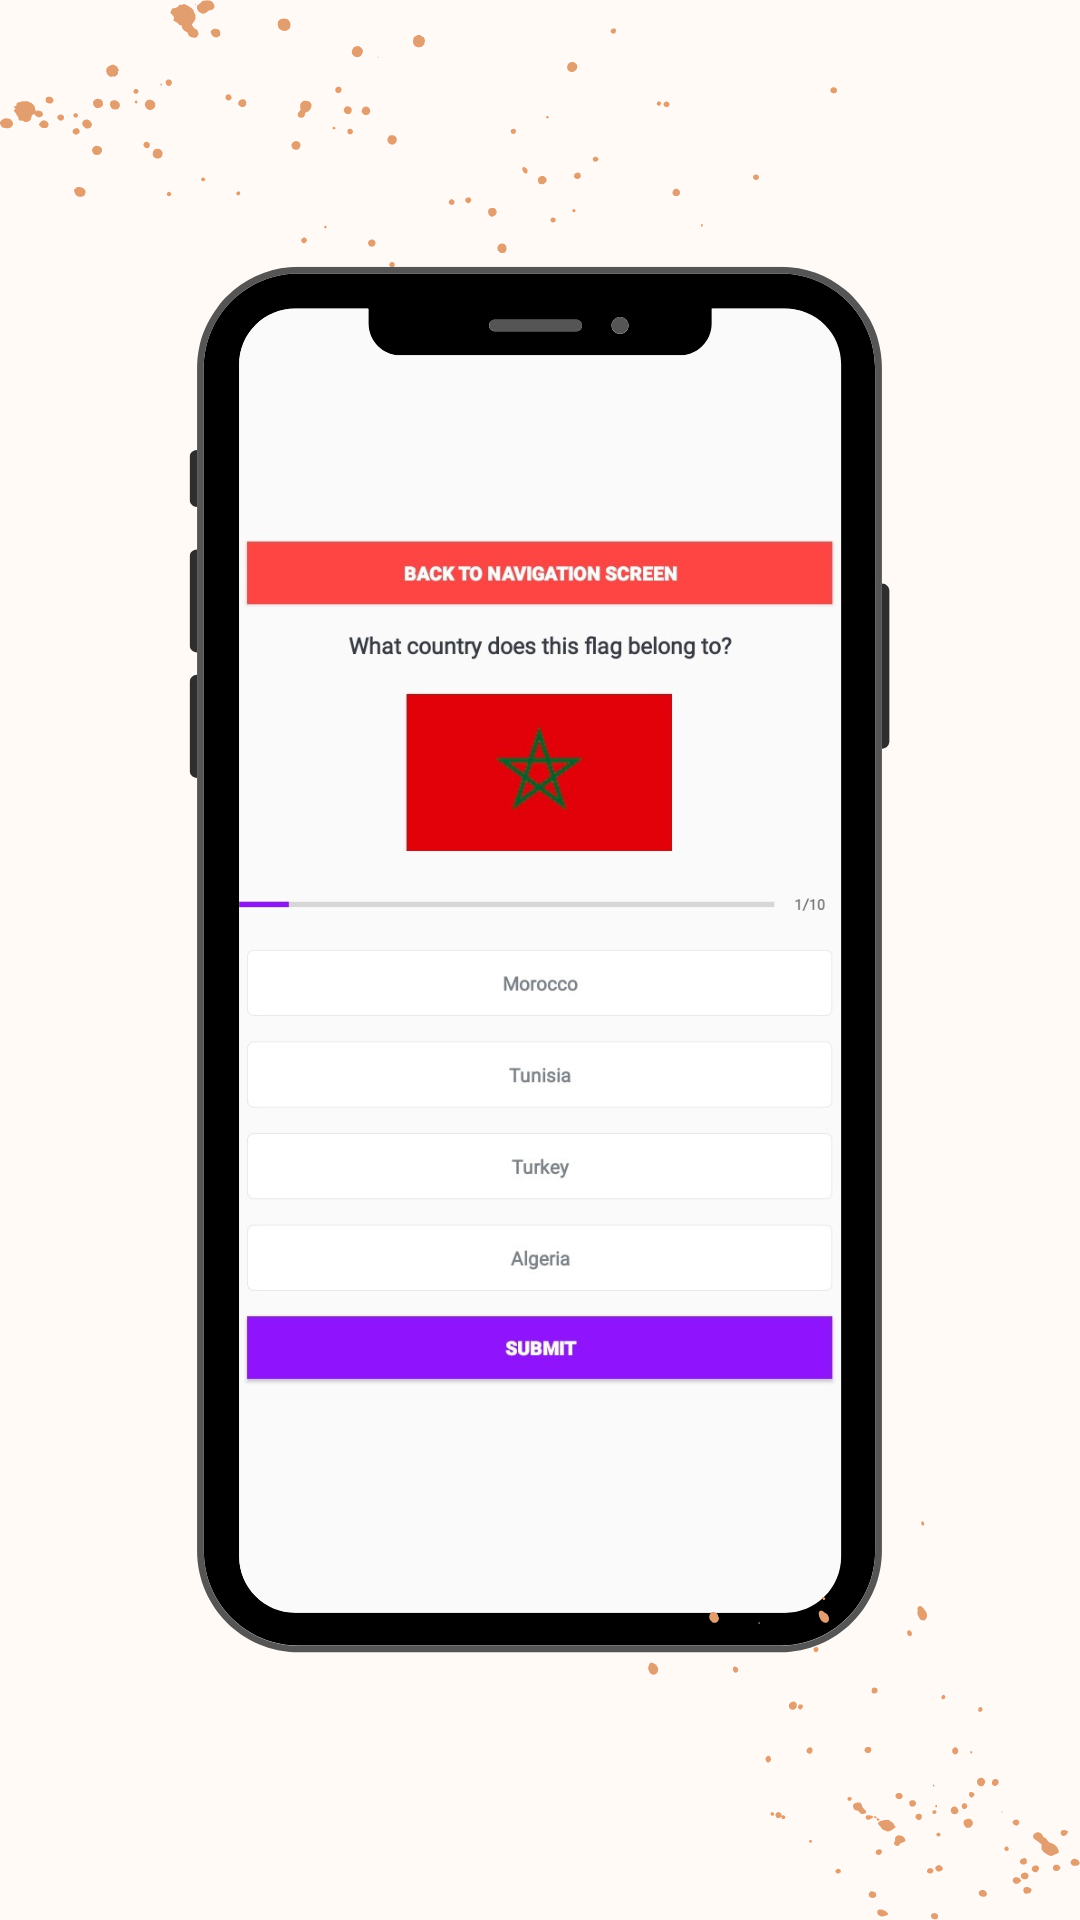 BACK TO NAVIGATION SCREEN
What country does this flag belong to?
1/10
Morocco
Tunisia
Turkey
Algeria
SUBMIT